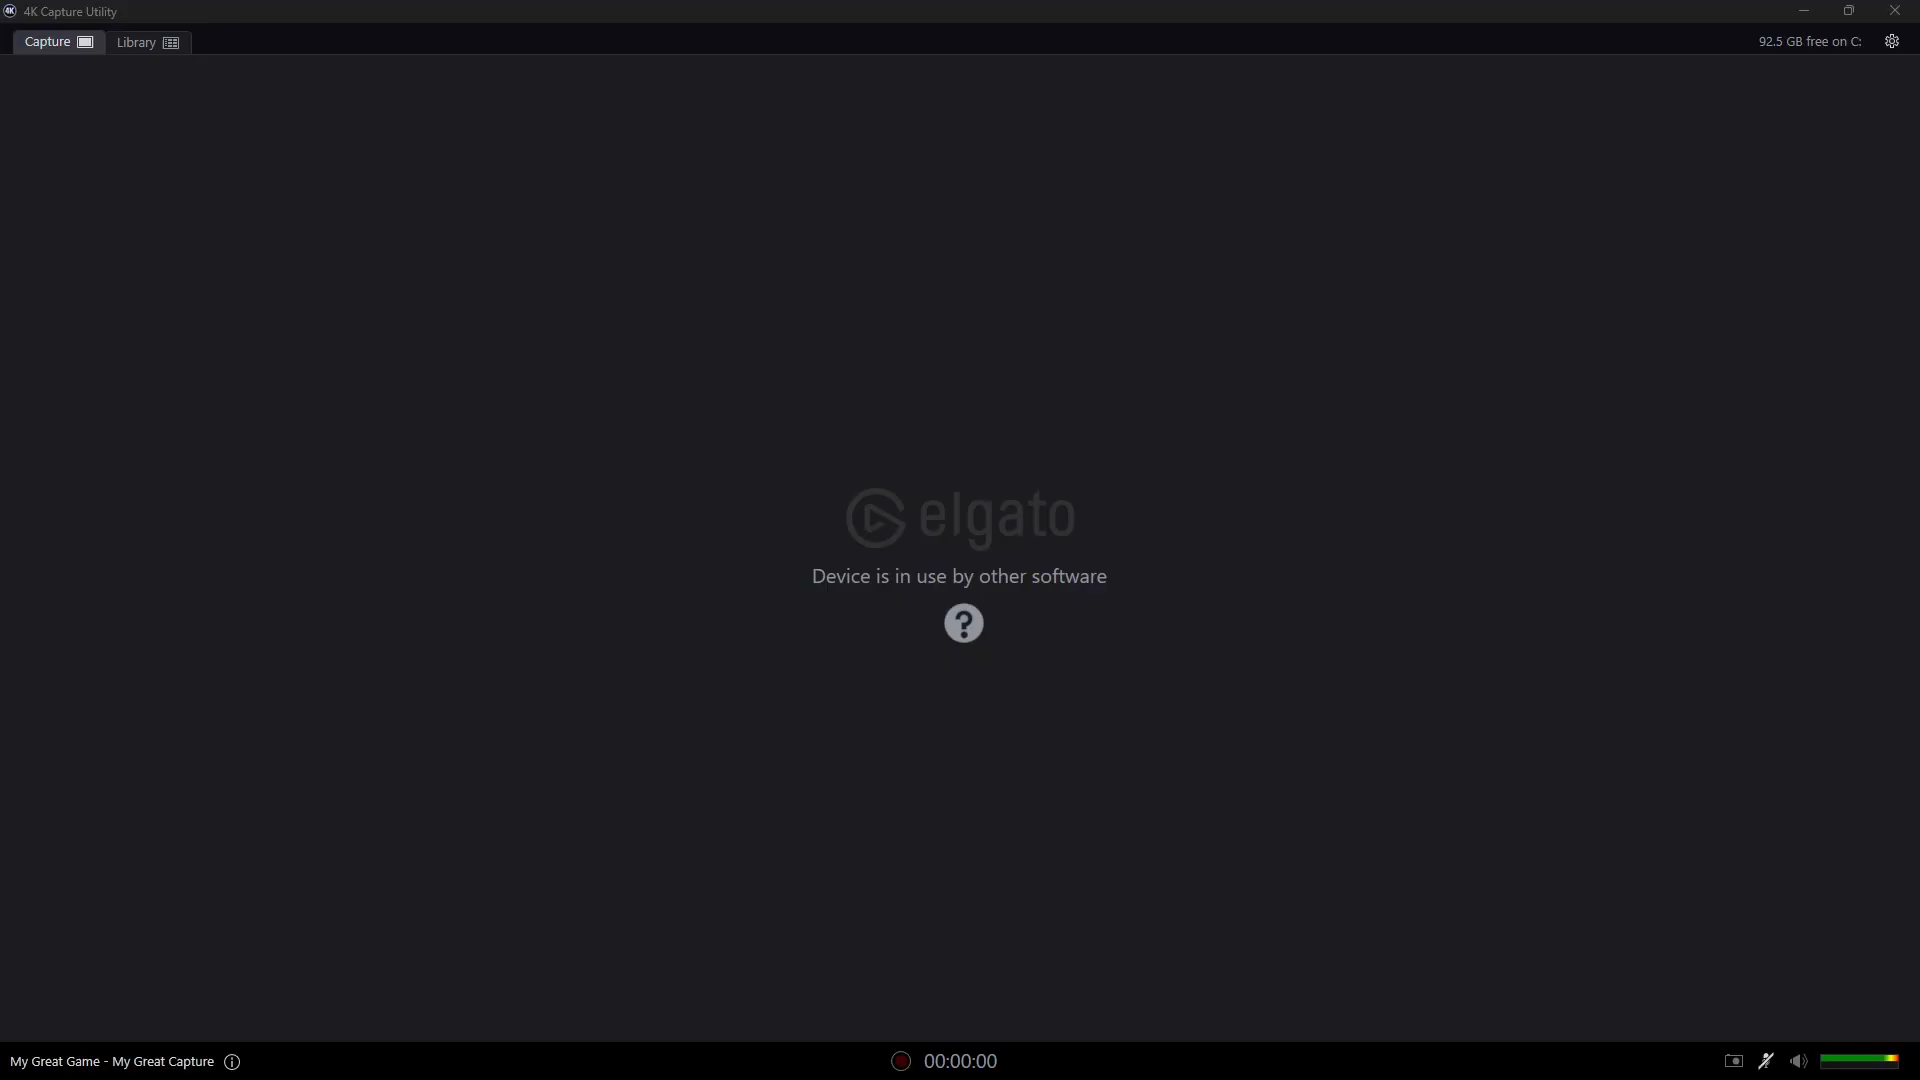 4K Capture Utility
Capture
Library
92.5 GB free on C:
elgato
Device is in use by other software
?
My Great Game - My Great Capture
00:00:00